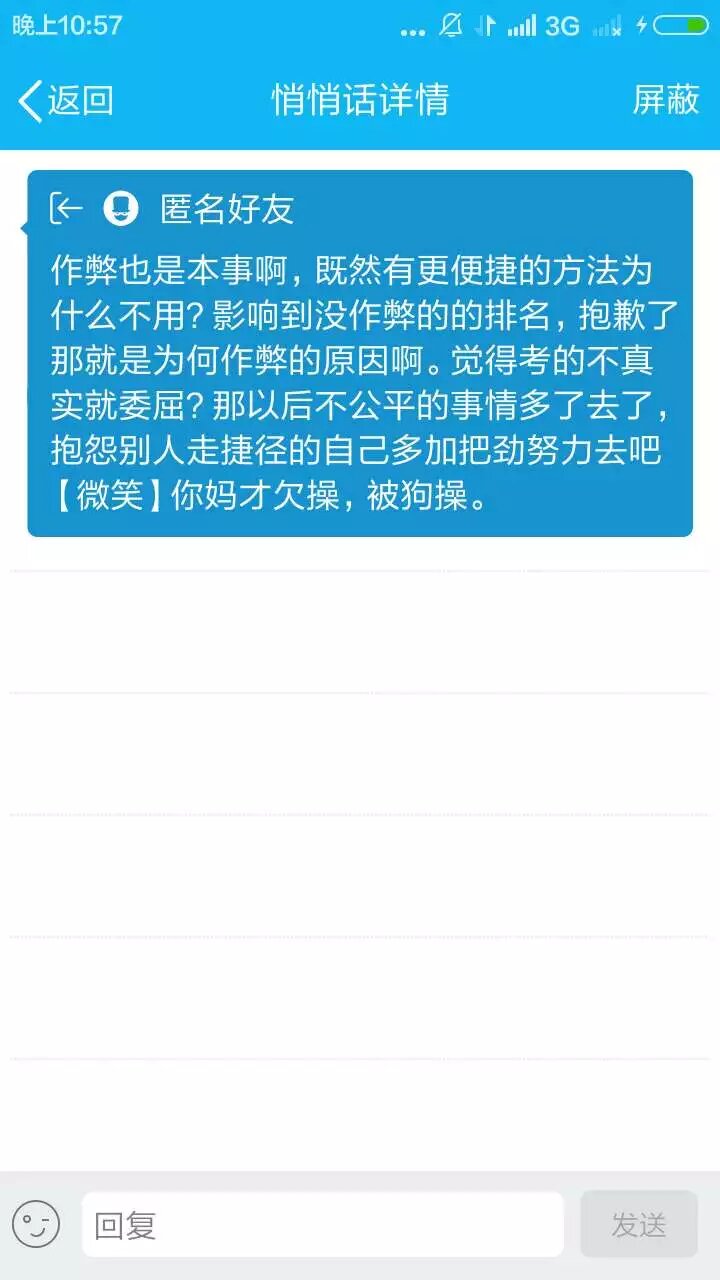 晚上10:57
3G
返回
悄悄话详情
屏蔽
匿名好友
作弊也是本事啊，既然有更便捷的方法为
什么不用？影响到没作弊的的排名，抱歉了
那就是为何作弊的原因啊。觉得考的不真
实就委屈？那以后不公平的事情多了去了，
抱怨别人走捷径的自己多加把劲努力去吧
【微笑】你妈才欠操，被狗操。
回复
发送